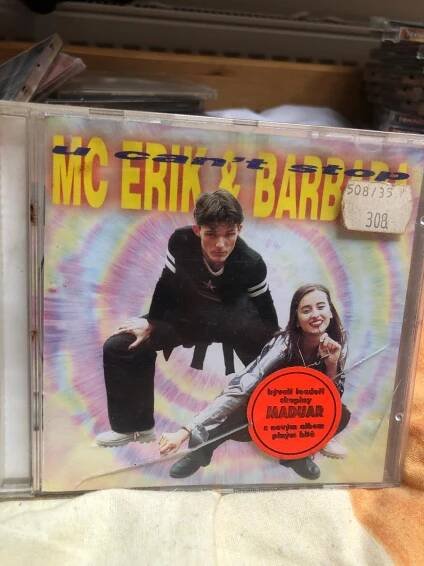 u can't stop
MC ERIK & BARBARA
508/35
308
bývalí leadeři
skupiny
MADUAR
s novým albem
plným hitů